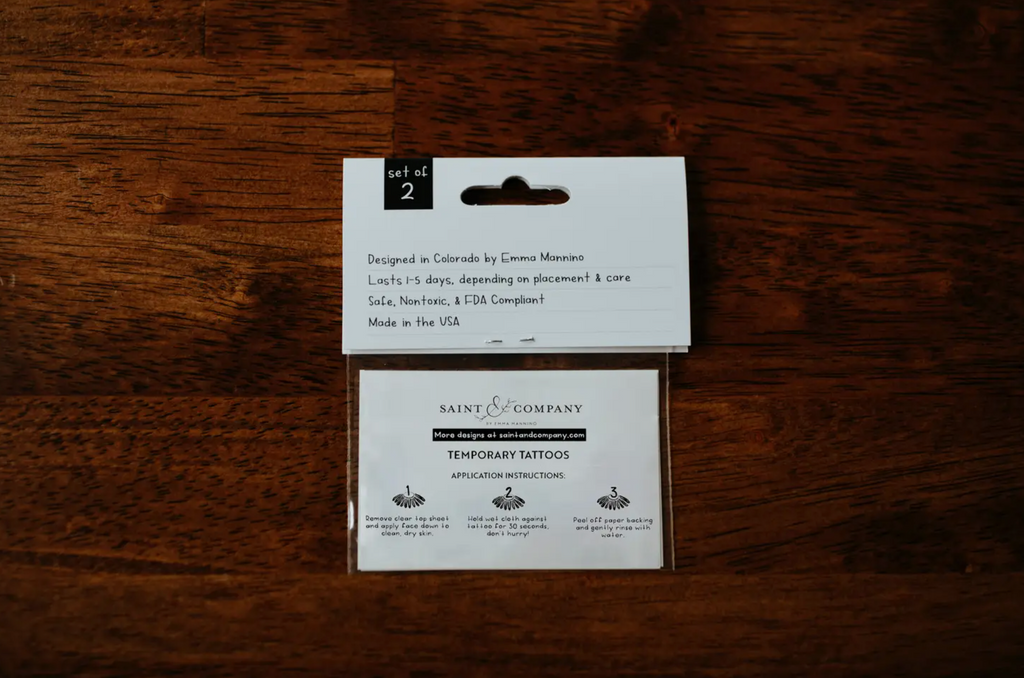 set of
2
Designed in Colorado by Emma Mannino
Lasts 1-5 days, depending on placement & care
Safe, Nontoxic, & FDA Compliant
Made in the USA
SAINT & COMPANY
BY EMMA MANNINO
More designs at saintandcompany.com
TEMPORARY TATTOOS
APPLICATION INSTRUCTIONS:
1
Remove clear top sheet
and apply face down to
clean, dry skin.
2
Hold wet cloth against
tattoo for 30 seconds,
don't hurry!
3
Peel off paper backing
and gently rinse with
water.